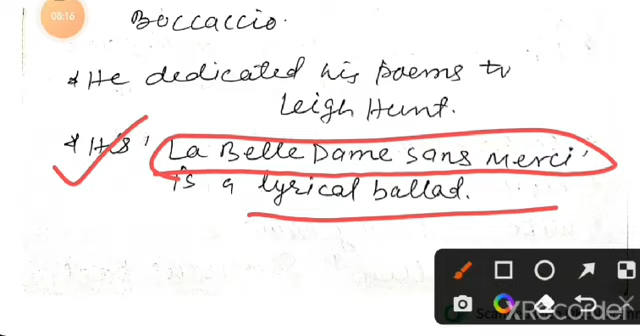 08:16
Boccaccio.
* He dedicated his poems to
Leigh Hunt.
* His 'La Belle Dame sans Merci'
is a lyrical ballad.
XRecorder